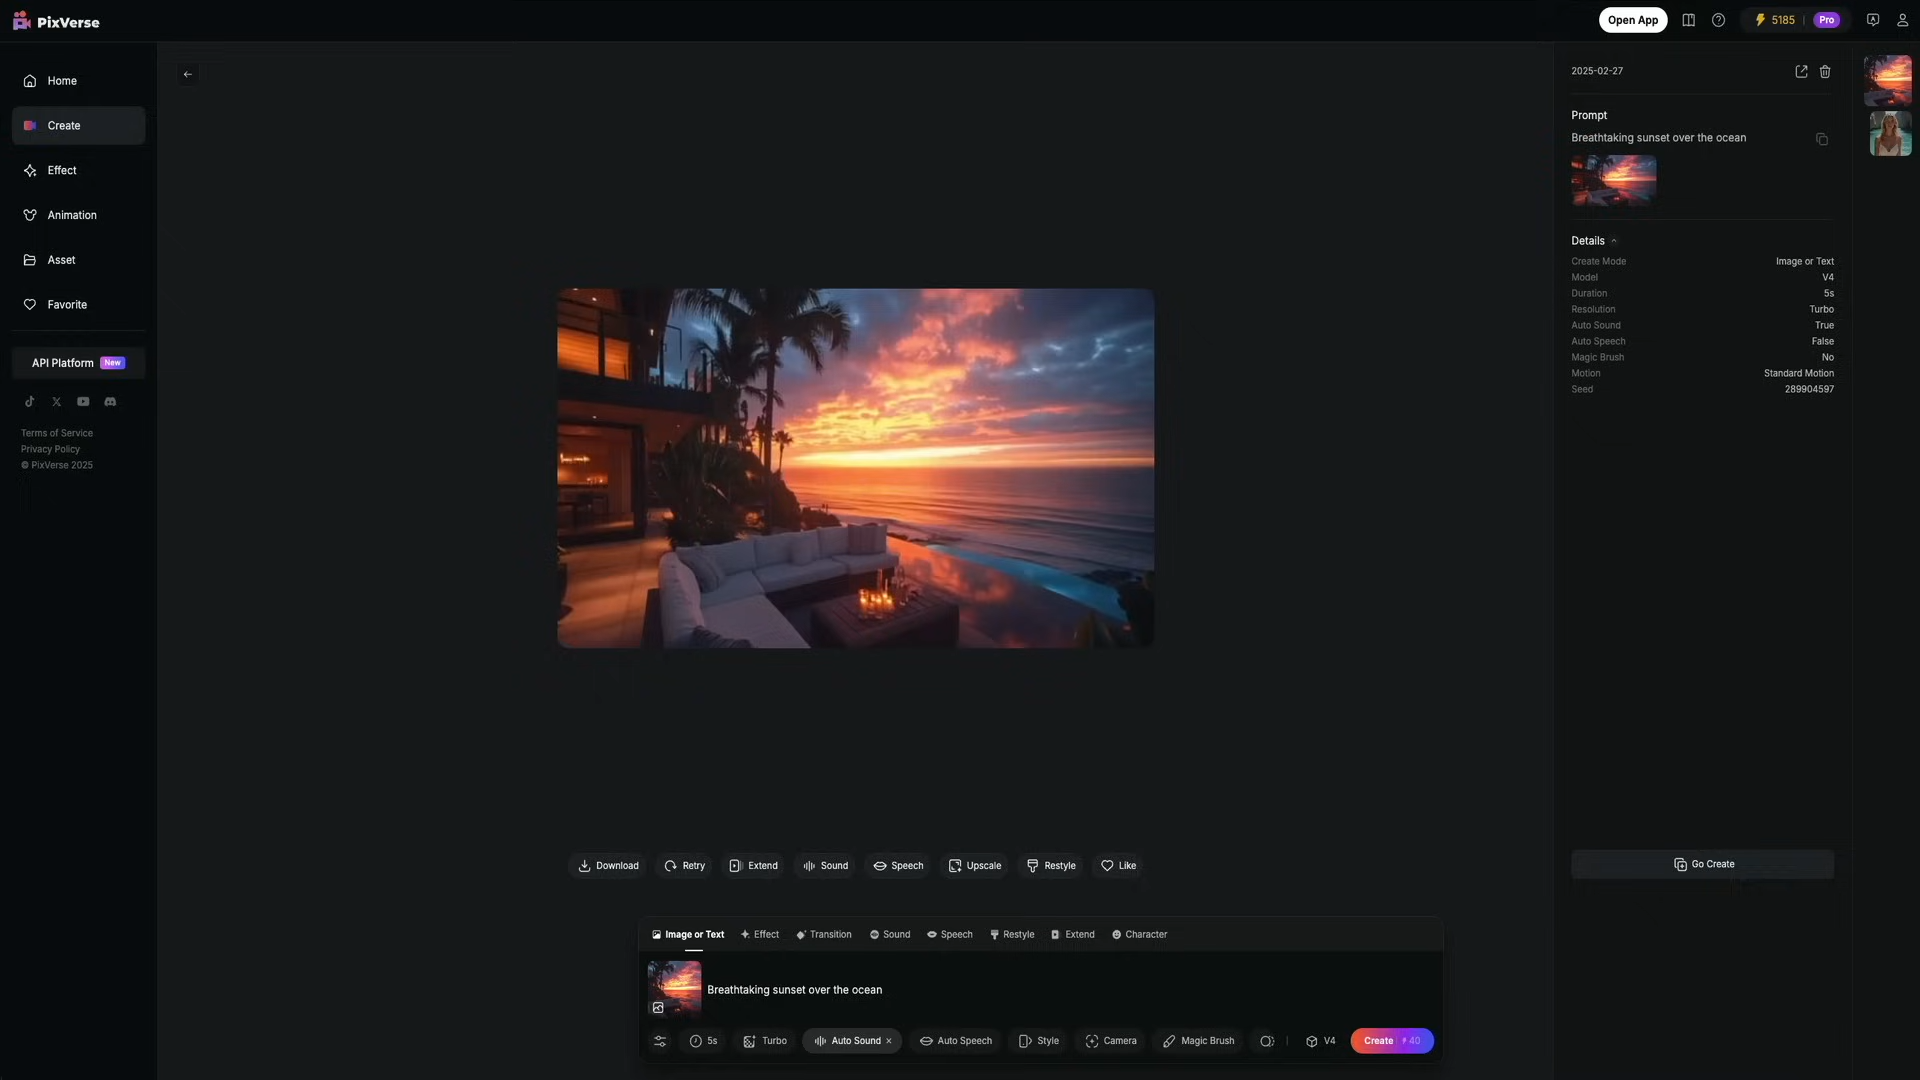 PixVerse
Open App
5185
Pro
Home
Create
Effect
Animation
Asset
Favorite
API Platform New
Terms of Service
Privacy Policy
© PixVerse 2025
2025-02-27
Prompt
Breathtaking sunset over the ocean
Details
Create Mode Image or Text
Model V4
Duration 5s
Resolution Turbo
Auto Sound True
Auto Speech False
Magic Brush No
Motion Standard Motion
Seed 289904597
Go Create
Download Retry Extend Sound Speech Upscale Restyle Like
Image or Text Effect Transition Sound Speech Restyle Extend Character
Breathtaking sunset over the ocean
5s Turbo Auto Sound × Auto Speech Style Camera Magic Brush V4 Create 40